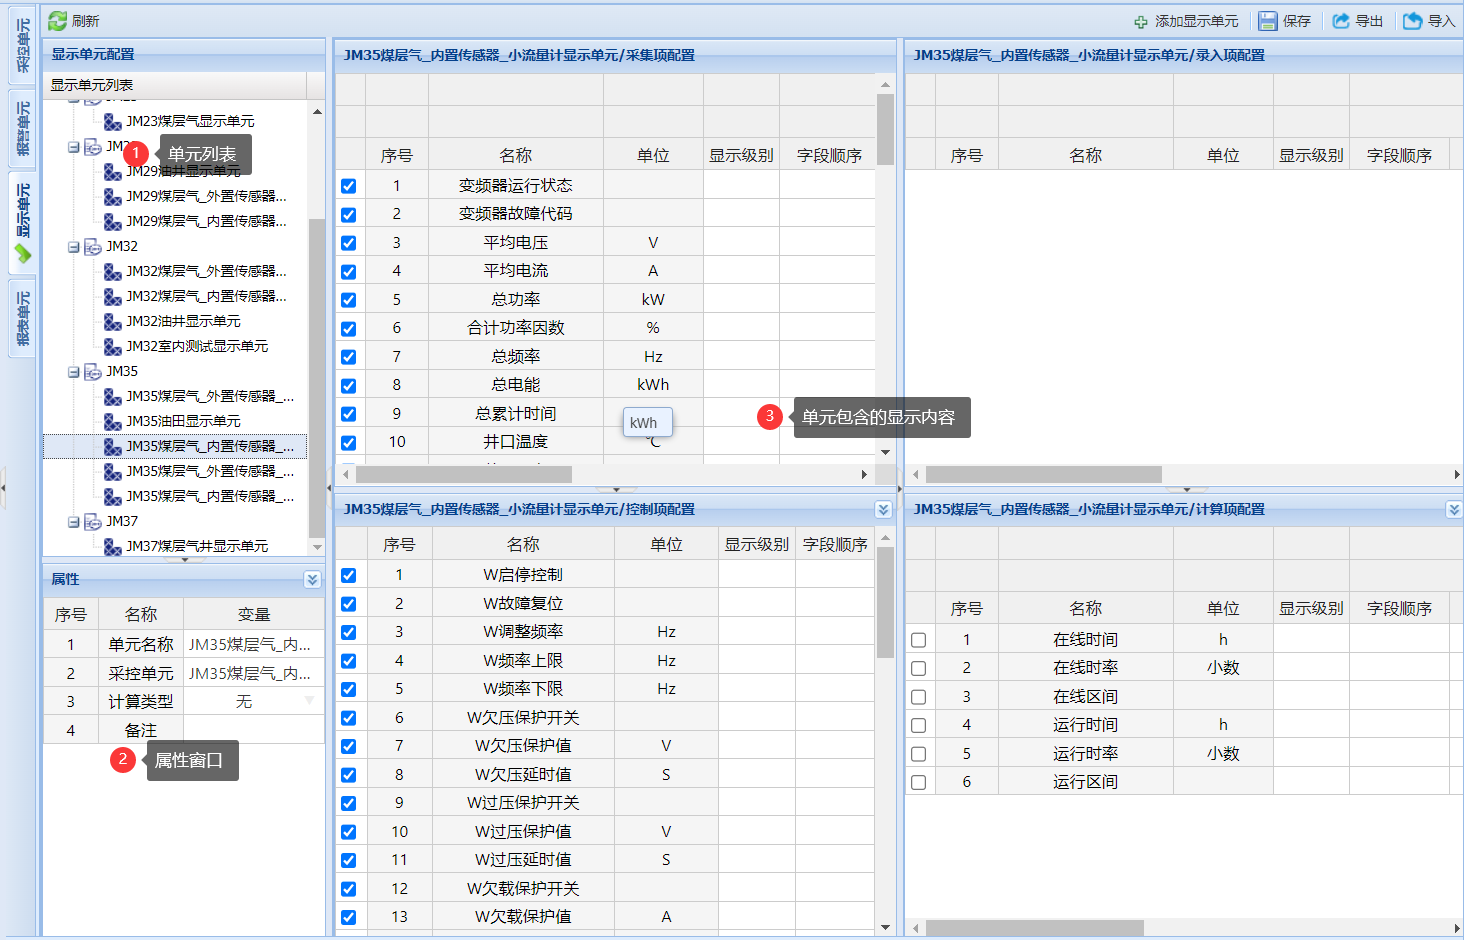 采控单元
报警单元
显示单元
报表单元
刷新
添加显示单元
保存
导出
导入
显示单元配置
显示单元列表
JM23煤层气显示单元
1
单元列表
JM29油井显示单元
JM29煤层气_外置传感器...
JM29煤层气_内置传感器...
JM32
JM32煤层气_外置传感器...
JM32煤层气_内置传感器...
JM32油井显示单元
JM32室内测试显示单元
JM35
JM35煤层气_外置传感器_...
JM35油田显示单元
JM35煤层气_内置传感器_...
JM35煤层气_外置传感器_...
JM35煤层气_内置传感器_...
JM37
JM37煤层气井显示单元
属性
序号 名称 变量
1 单元名称 JM35煤层气_内...
2 采控单元 JM35煤层气_内...
3 计算类型 无
4 备注
2
属性窗口
JM35煤层气_内置传感器_小流量计显示单元/采集项配置
序号 名称 单位 显示级别 字段顺序
1 变频器运行状态
2 变频器故障代码
3 平均电压 V
4 平均电流 A
5 总功率 kW
6 合计功率因数 %
7 总频率 Hz
8 总电能 kWh
9 总累计时间
kWh
10 井口温度 ℃
3
单元包含的显示内容
JM35煤层气_内置传感器_小流量计显示单元/录入项配置
序号 名称 单位 显示级别 字段顺序
JM35煤层气_内置传感器_小流量计显示单元/控制项配置
序号 名称 单位 显示级别 字段顺序
1 W启停控制
2 W故障复位
3 W调整频率 Hz
4 W频率上限 Hz
5 W频率下限 Hz
6 W欠压保护开关
7 W欠压保护值 V
8 W欠压延时值 S
9 W过压保护开关
10 W过压保护值 V
11 W过压延时值 S
12 W欠载保护开关
13 W欠载保护值 A
JM35煤层气_内置传感器_小流量计显示单元/计算项配置
序号 名称 单位 显示级别 字段顺序
1 在线时间 h
2 在线时率 小数
3 在线区间
4 运行时间 h
5 运行时率 小数
6 运行区间